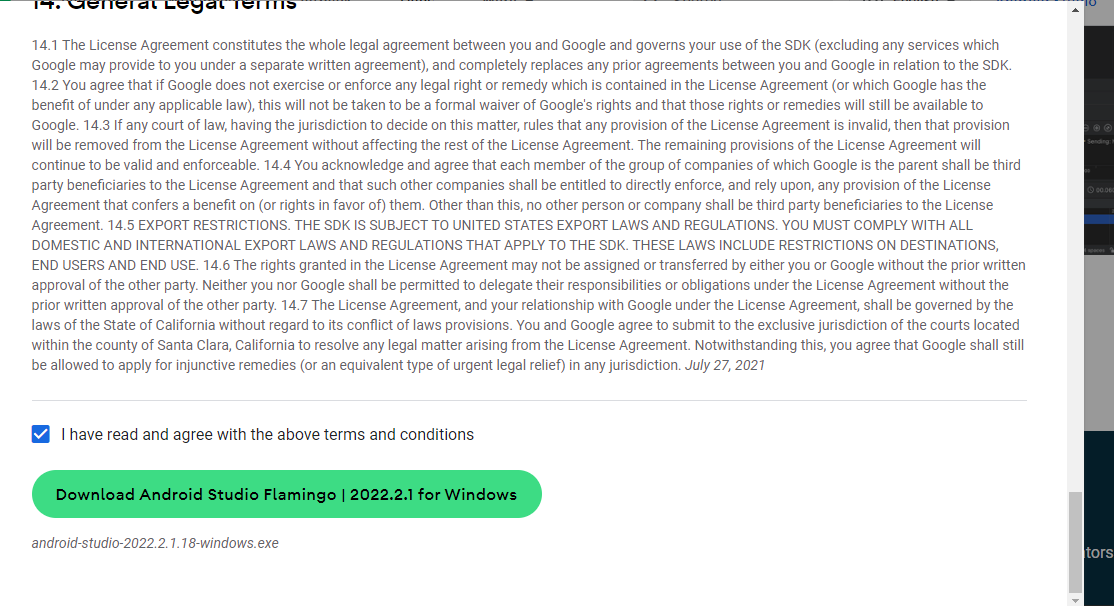 14. General Legal Terms
14.1 The License Agreement constitutes the whole legal agreement between you and Google and governs your use of the SDK (excluding any services which
Google may provide to you under a separate written agreement), and completely replaces any prior agreements between you and Google in relation to the SDK.
14.2 You agree that if Google does not exercise or enforce any legal right or remedy which is contained in the License Agreement (or which Google has the
benefit of under any applicable law), this will not be taken to be a formal waiver of Google's rights and that those rights or remedies will still be available to
Google. 14.3 If any court of law, having the jurisdiction to decide on this matter, rules that any provision of the License Agreement is invalid, then that provision
will be removed from the License Agreement without affecting the rest of the License Agreement. The remaining provisions of the License Agreement will
continue to be valid and enforceable. 14.4 You acknowledge and agree that each member of the group of companies of which Google is the parent shall be third
party beneficiaries to the License Agreement and that such other companies shall be entitled to directly enforce, and rely upon, any provision of the License
Agreement that confers a benefit on (or rights in favor of) them. Other than this, no other person or company shall be third party beneficiaries to the License
Agreement. 14.5 EXPORT RESTRICTIONS. THE SDK IS SUBJECT TO UNITED STATES EXPORT LAWS AND REGULATIONS. YOU MUST COMPLY WITH ALL
DOMESTIC AND INTERNATIONAL EXPORT LAWS AND REGULATIONS THAT APPLY TO THE SDK. THESE LAWS INCLUDE RESTRICTIONS ON DESTINATIONS,
END USERS AND END USE. 14.6 The rights granted in the License Agreement may not be assigned or transferred by either you or Google without the prior written
approval of the other party. Neither you nor Google shall be permitted to delegate their responsibilities or obligations under the License Agreement without the
prior written approval of the other party. 14.7 The License Agreement, and your relationship with Google under the License Agreement, shall be governed by the
laws of the State of California without regard to its conflict of laws provisions. You and Google agree to submit to the exclusive jurisdiction of the courts located
within the county of Santa Clara, California to resolve any legal matter arising from the License Agreement. Notwithstanding this, you agree that Google shall still
be allowed to apply for injunctive remedies (or an equivalent type of urgent legal relief) in any jurisdiction. July 27, 2021
I have read and agree with the above terms and conditions
Download Android Studio Flamingo | 2022.2.1 for Windows
android-studio-2022.2.1.18-windows.exe
tors